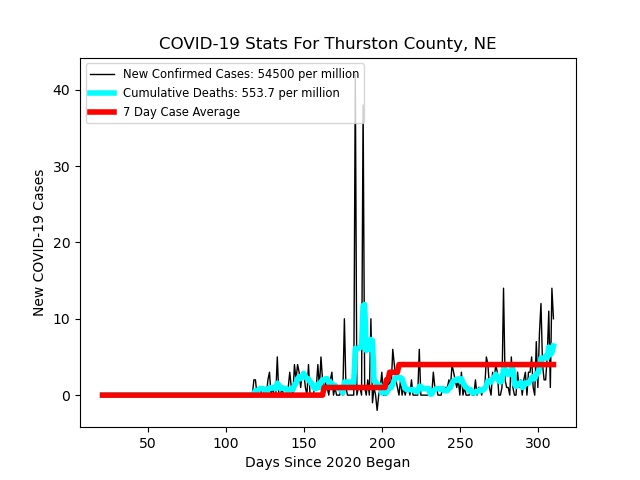 COVID-19 Stats For Thurston County, NE
New Confirmed Cases: 54500 per million
Cumulative Deaths: 553.7 per million
7 Day Case Average
New COVID-19 Cases
40
30
20
10
0
50 100 150 200 250 300
Days Since 2020 Began